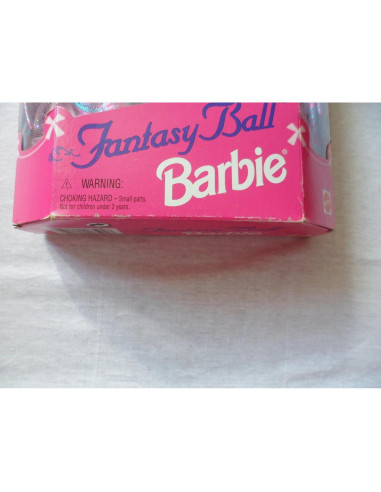 Fantasy Ball
Barbie®
⚠ WARNING:
CHOKING HAZARD – Small parts.
Not for children under 3 years.